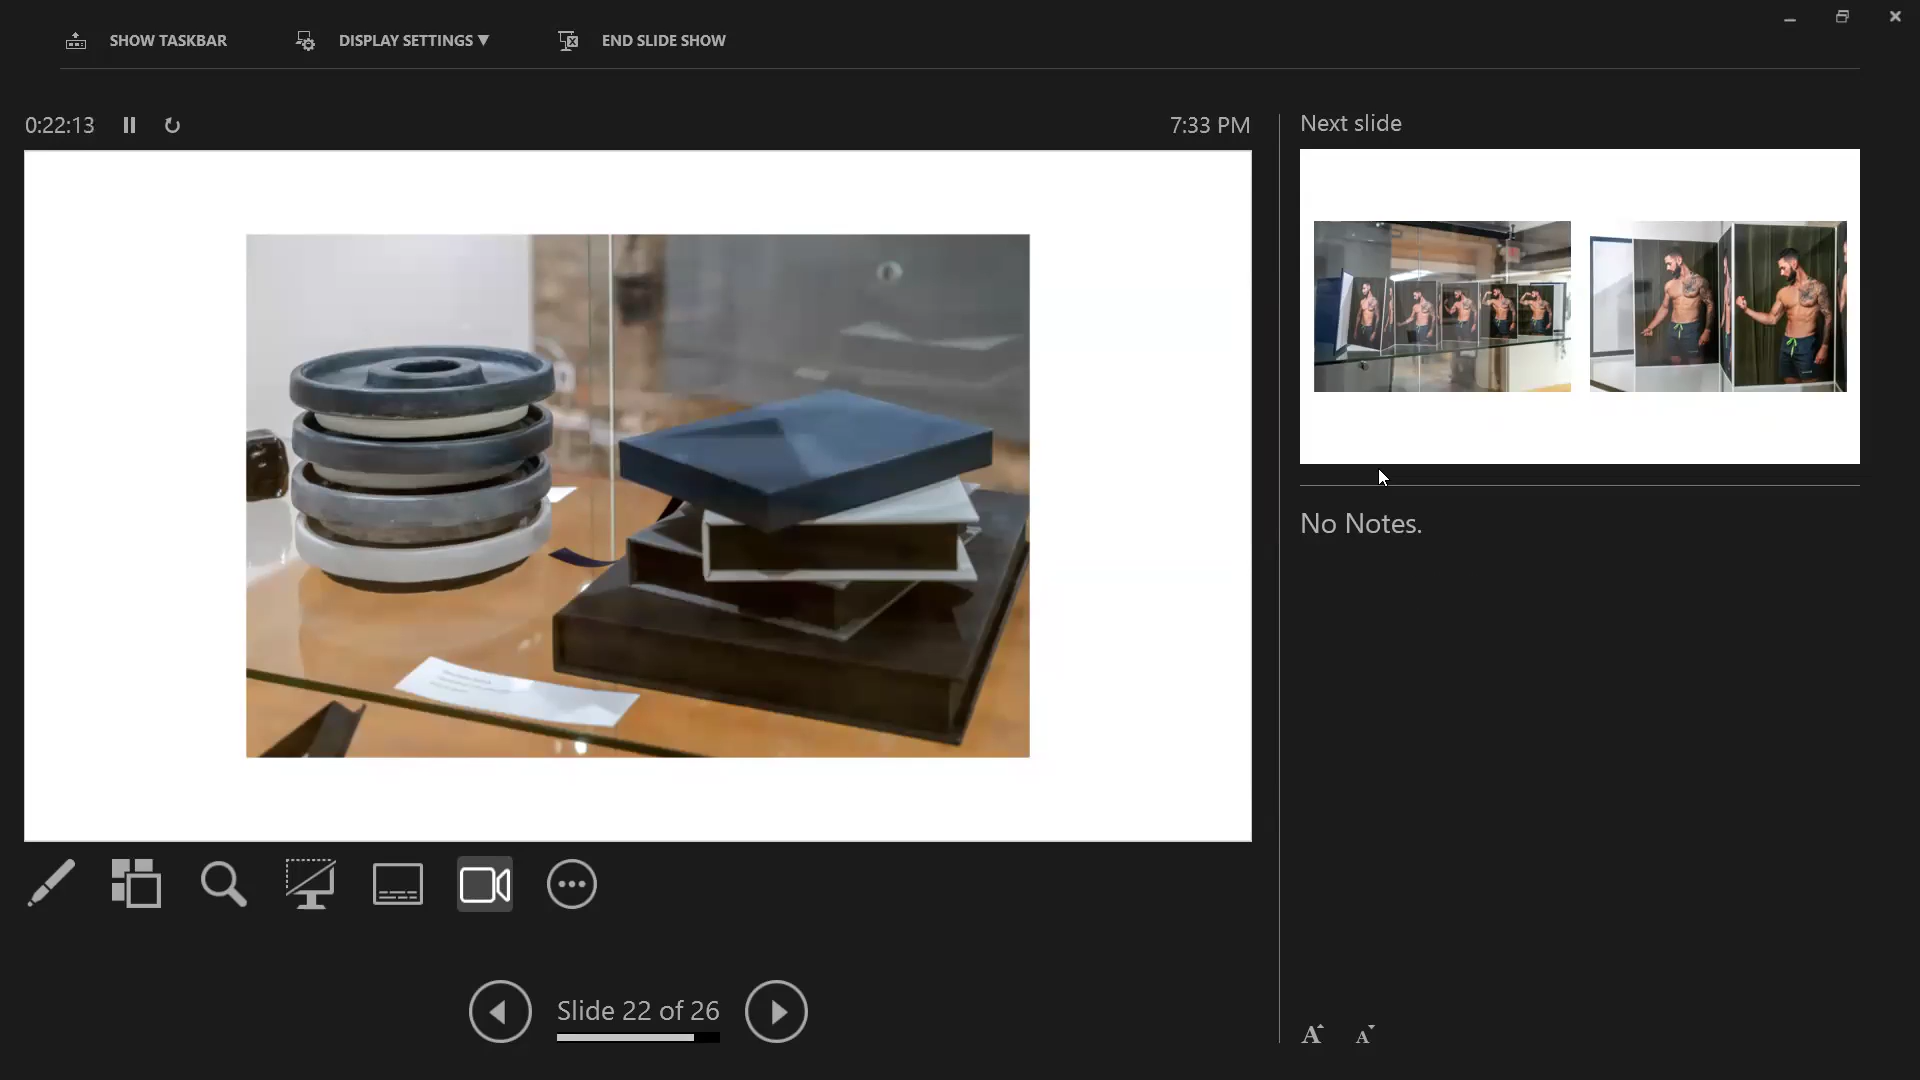 SHOW TASKBAR
DISPLAY SETTINGS ▼
END SLIDE SHOW
0:22:13
7:33 PM
Next slide
No Notes.
Slide 22 of 26
A
A